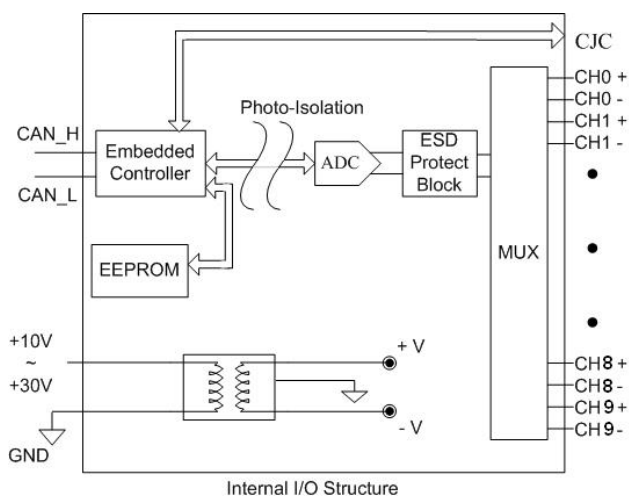 CJC
CH0 +
CH0 -
CH1 +
CH1 -
Photo-Isolation
CAN_H
CAN_L
Embedded
Controller
ADC
ESD
Protect
Block
MUX
EEPROM
+10V
~
+30V
GND
+ V
- V
CH8+
CH8-
CH9+
CH9-
Internal I/O Structure